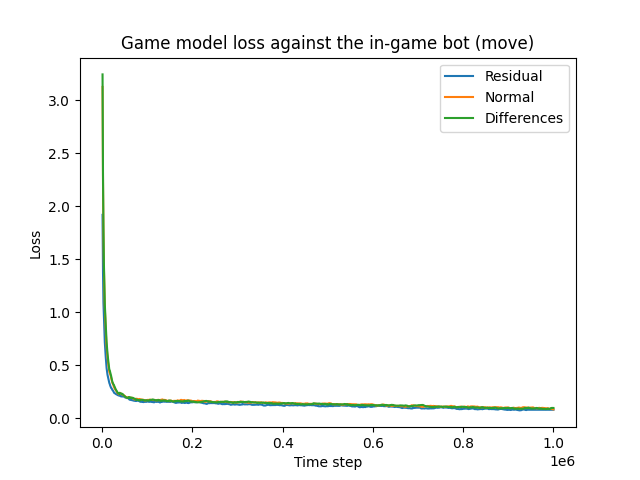 Game model loss against the in-game bot (move)
Residual
Normal
Differences
Loss
3.0
2.5
2.0
1.5
1.0
0.5
0.0
0.0 0.2 0.4 0.6 0.8 1.0
1e6
Time step